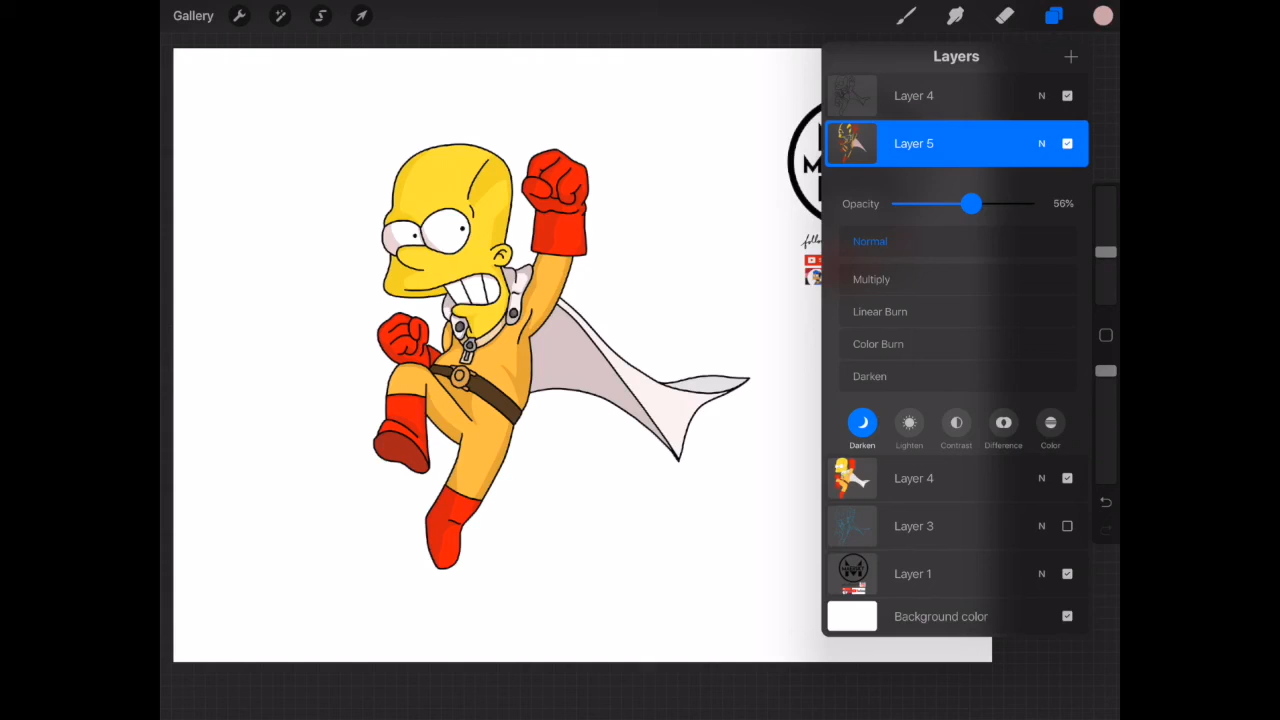 Gallery
Layers
Layer 4 N
Layer 5 N
Opacity 56%
Normal
Multiply
Linear Burn
Color Burn
Darken
Darken Lighten Contrast Difference Color
Layer 4 N
Layer 3 N
Layer 1 N
Background color